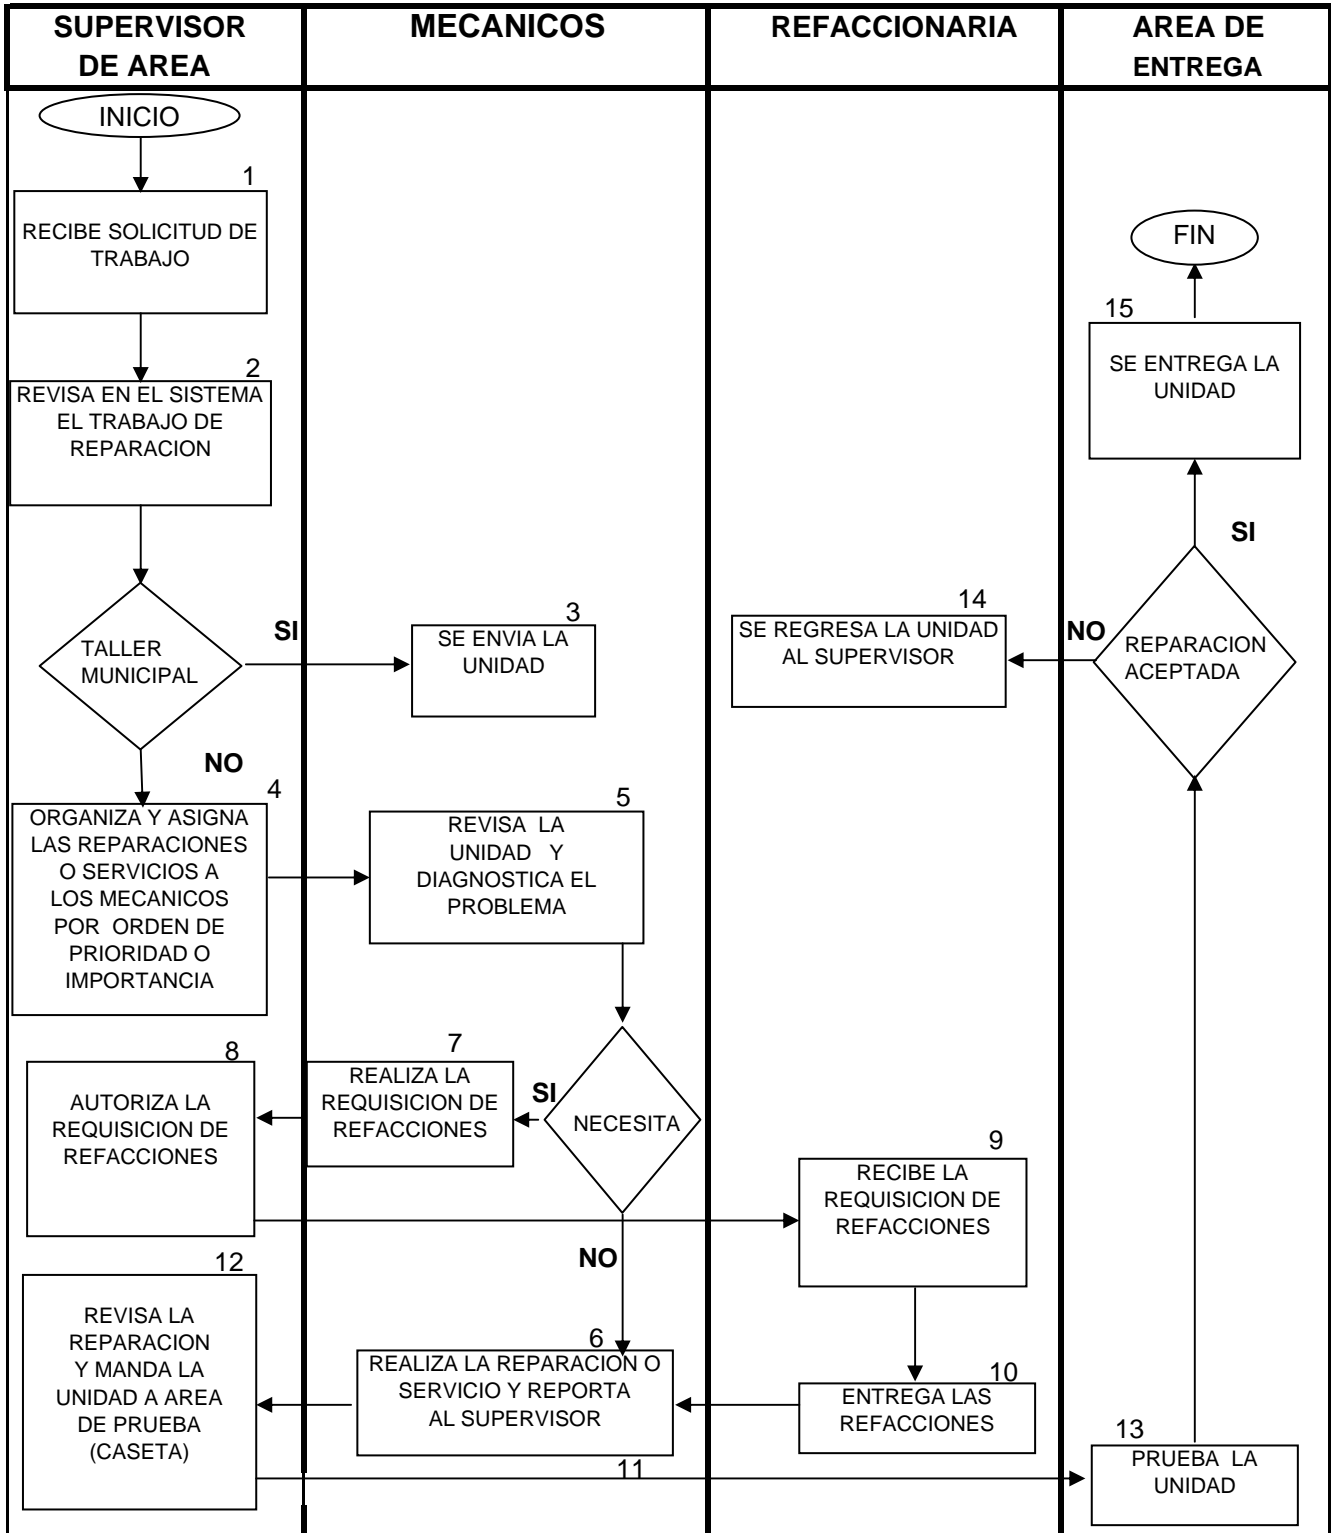 SUPERVISOR
DE AREA
MECANICOS
REFACCIONARIA
AREA DE
ENTREGA
INICIO
1
RECIBE SOLICITUD DE
TRABAJO
2
REVISA EN EL SISTEMA
EL TRABAJO DE
REPARACION
TALLER
MUNICIPAL
SI
3
SE ENVIA LA
UNIDAD
NO
4
ORGANIZA Y ASIGNA
LAS REPARACIONES
O SERVICIOS A
LOS MECANICOS
POR ORDEN DE
PRIORIDAD O
IMPORTANCIA
5
REVISA LA
UNIDAD Y
DIAGNOSTICA EL
PROBLEMA
NECESITA
SI
7
REALIZA LA
REQUISICION DE
REFACCIONES
8
AUTORIZA LA
REQUISICION DE
REFACCIONES
9
RECIBE LA
REQUISICION DE
REFACCIONES
NO
6
REALIZA LA REPARACION O
SERVICIO Y REPORTA
AL SUPERVISOR
11
10
ENTREGA LAS
REFACCIONES
12
REVISA LA
REPARACION
Y MANDA LA
UNIDAD A AREA
DE PRUEBA
(CASETA)
13
PRUEBA LA
UNIDAD
REPARACION
ACEPTADA
NO
14
SE REGRESA LA UNIDAD
AL SUPERVISOR
SI
15
SE ENTREGA LA
UNIDAD
FIN